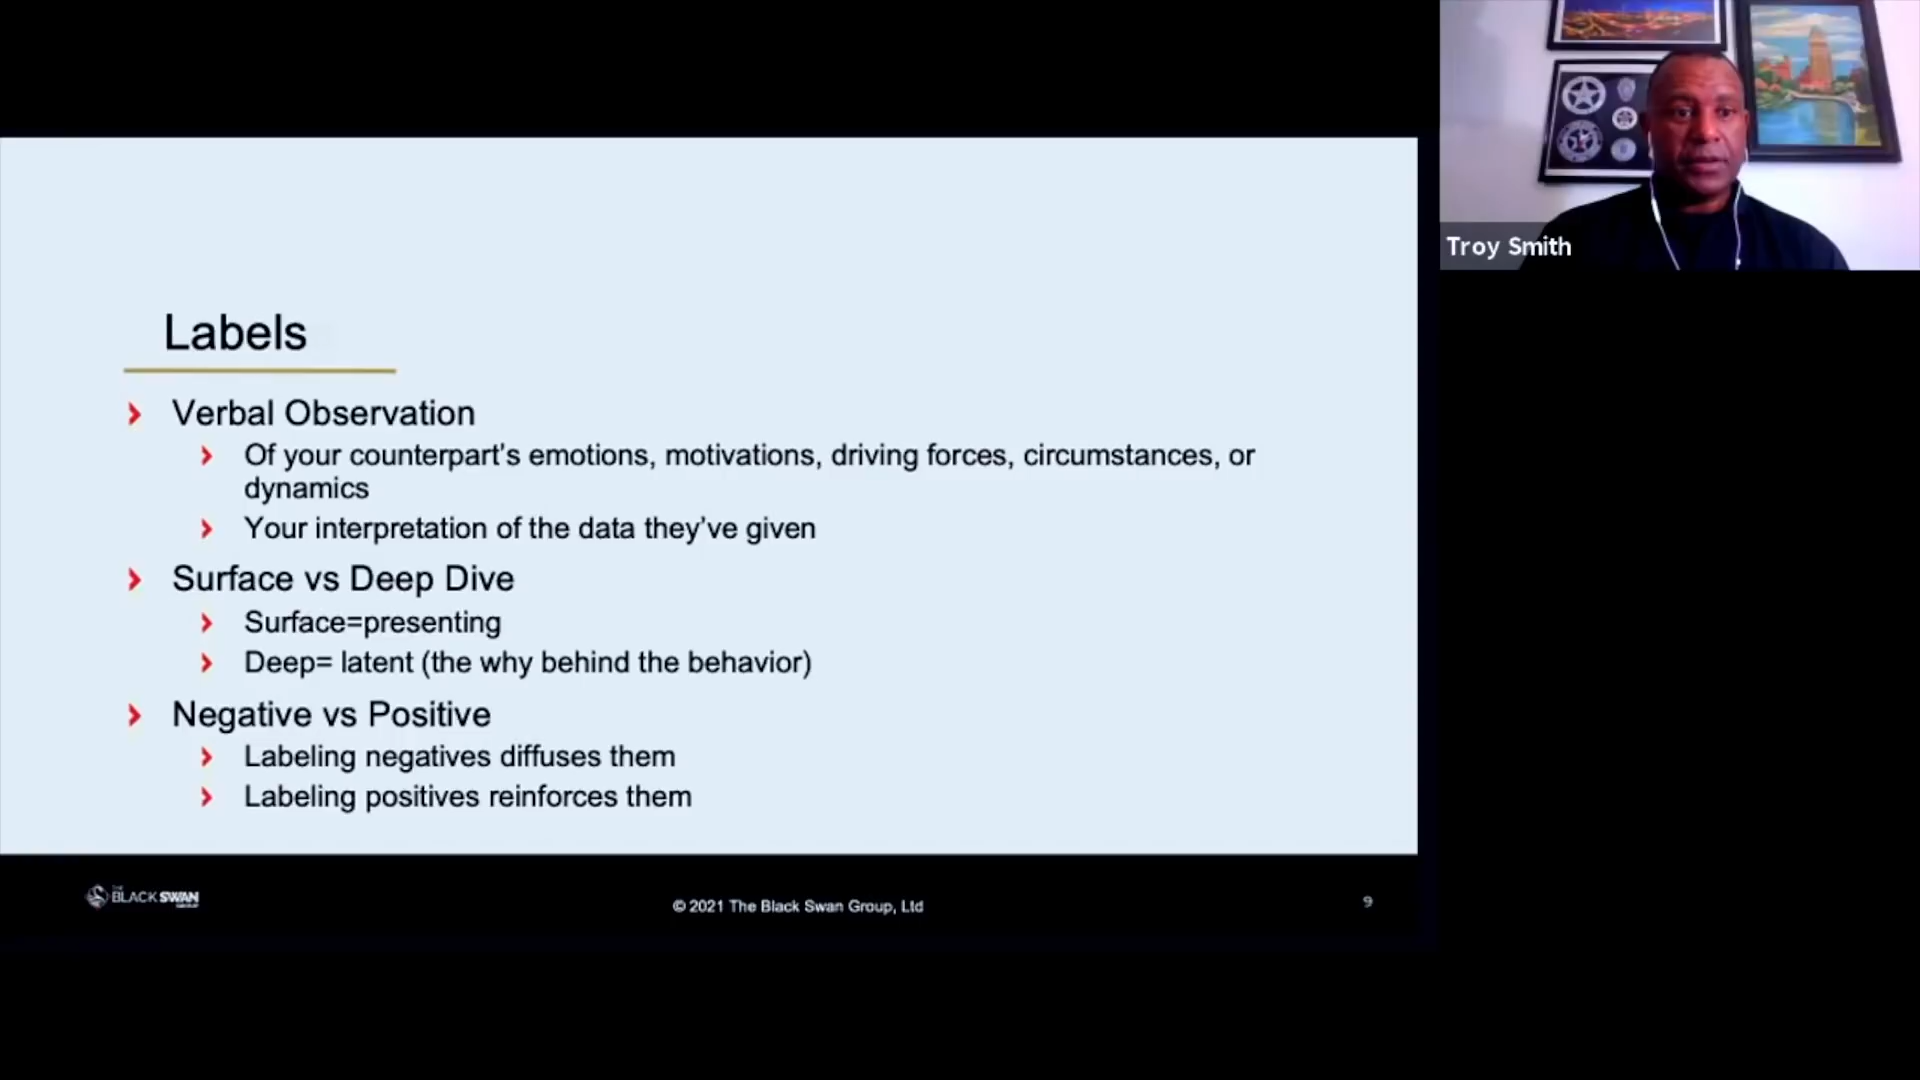 Troy Smith
Labels
Verbal Observation
Of your counterpart's emotions, motivations, driving forces, circumstances, or
dynamics
Your interpretation of the data they've given
Surface vs Deep Dive
Surface=presenting
Deep= latent (the why behind the behavior)
Negative vs Positive
Labeling negatives diffuses them
Labeling positives reinforces them
THE
BLACK SWAN
GROUP
© 2021 The Black Swan Group, Ltd
9